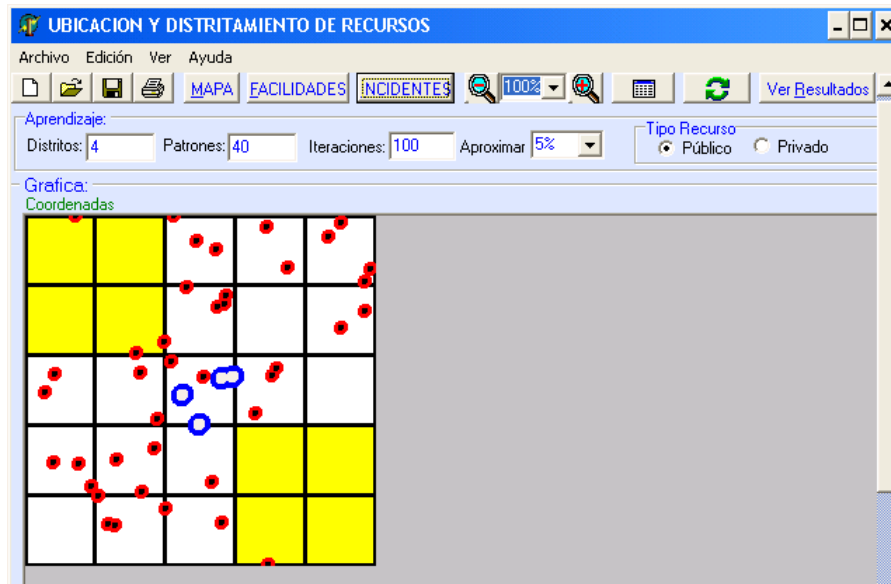 UBICACION Y DISTRITAMIENTO DE RECURSOS
Archivo Edición Ver Ayuda
MAPA FACILIDADES INCIDENTES 100% Ver Resultados
Aprendizaje:
Distritos: 4 Patrones: 40 Iteraciones: 100 Aproximar 5% Tipo Recurso
Público Privado
Grafica:
Coordenadas